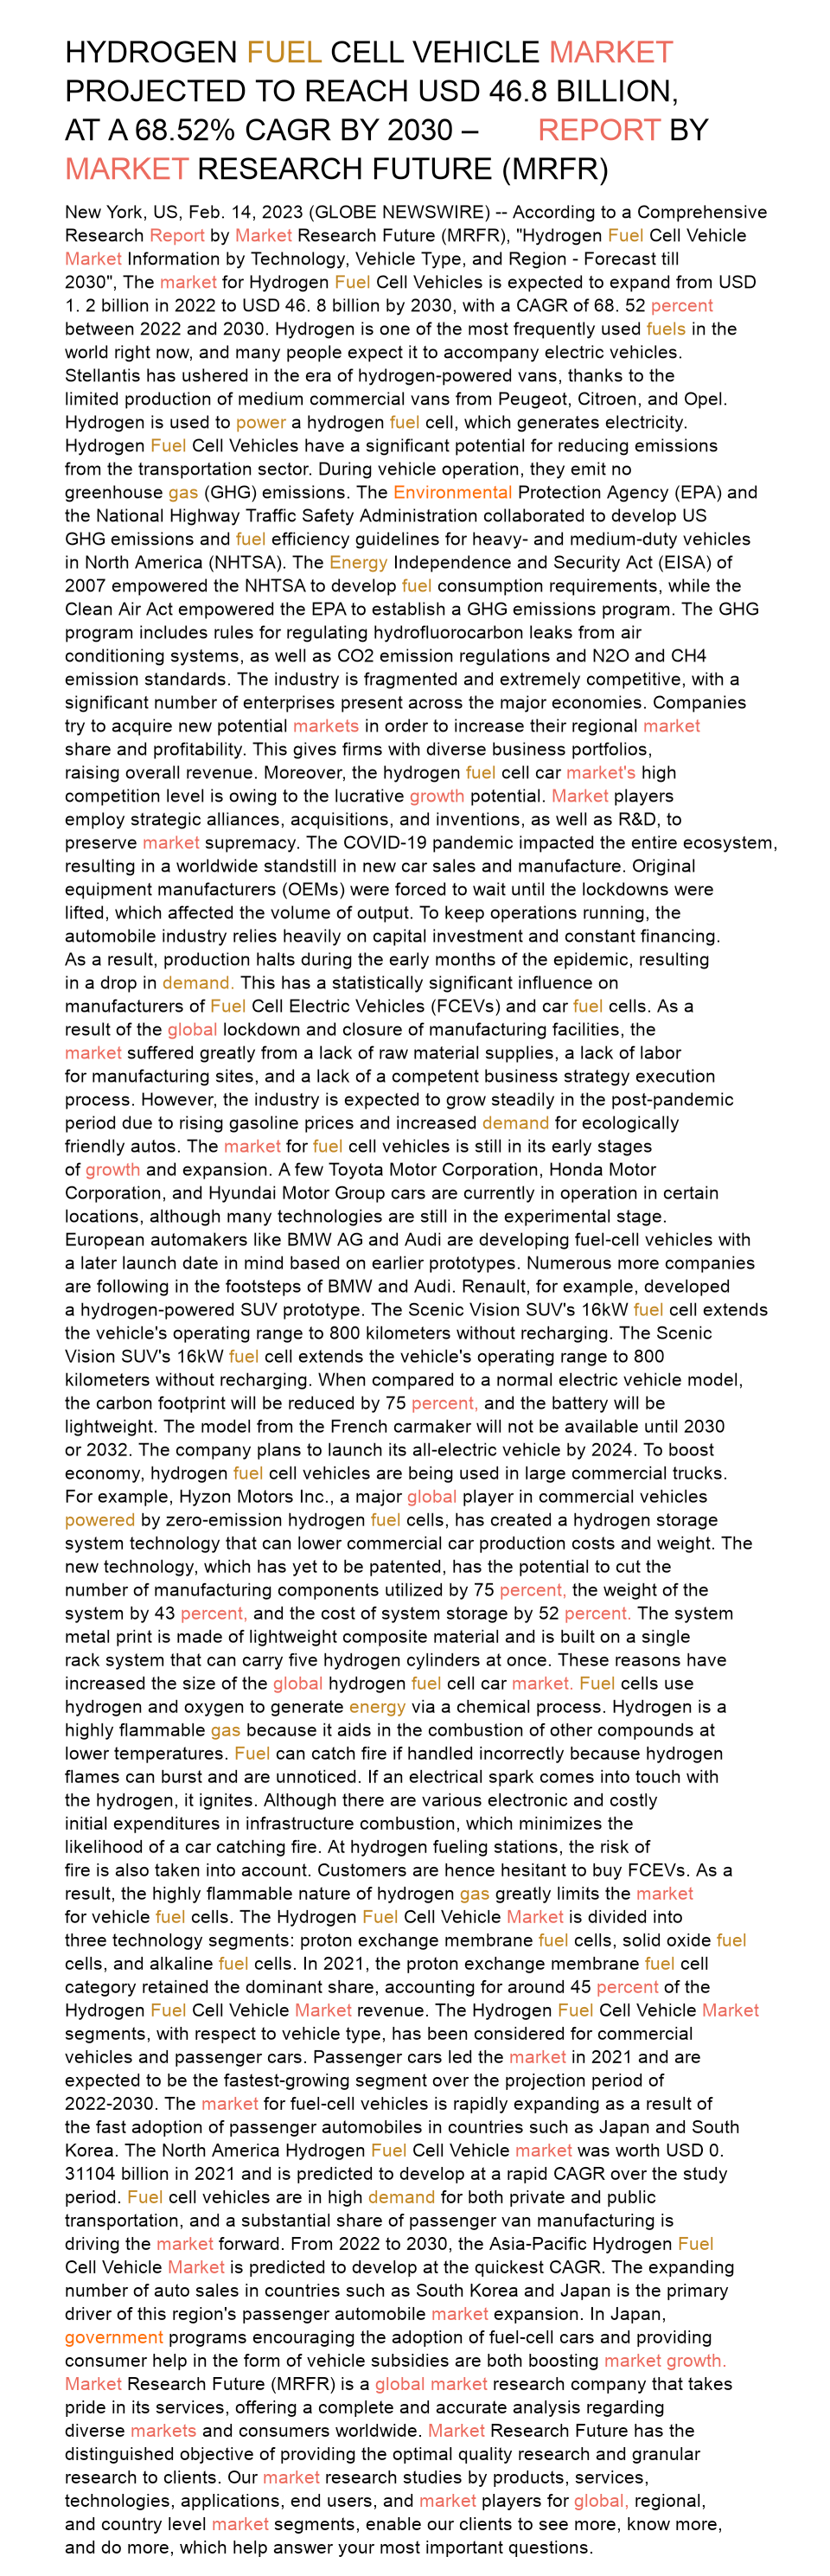 HYDROGEN FUEL CELL VEHICLE MARKET
PROJECTED TO REACH USD 46.8 BILLION,
AT A 68.52% CAGR BY 2030 – REPORT BY
MARKET RESEARCH FUTURE (MRFR)
New York, US, Feb. 14, 2023 (GLOBE NEWSWIRE) -- According to a Comprehensive
Research Report by Market Research Future (MRFR), "Hydrogen Fuel Cell Vehicle
Market Information by Technology, Vehicle Type, and Region - Forecast till
2030", The market for Hydrogen Fuel Cell Vehicles is expected to expand from USD
1. 2 billion in 2022 to USD 46. 8 billion by 2030, with a CAGR of 68. 52 percent
between 2022 and 2030. Hydrogen is one of the most frequently used fuels in the
world right now, and many people expect it to accompany electric vehicles.
Stellantis has ushered in the era of hydrogen-powered vans, thanks to the
limited production of medium commercial vans from Peugeot, Citroen, and Opel.
Hydrogen is used to power a hydrogen fuel cell, which generates electricity.
Hydrogen Fuel Cell Vehicles have a significant potential for reducing emissions
from the transportation sector. During vehicle operation, they emit no
greenhouse gas (GHG) emissions. The Environmental Protection Agency (EPA) and
the National Highway Traffic Safety Administration collaborated to develop US
GHG emissions and fuel efficiency guidelines for heavy- and medium-duty vehicles
in North America (NHTSA). The Energy Independence and Security Act (EISA) of
2007 empowered the NHTSA to develop fuel consumption requirements, while the
Clean Air Act empowered the EPA to establish a GHG emissions program. The GHG
program includes rules for regulating hydrofluorocarbon leaks from air
conditioning systems, as well as CO2 emission regulations and N2O and CH4
emission standards. The industry is fragmented and extremely competitive, with a
significant number of enterprises present across the major economies. Companies
try to acquire new potential markets in order to increase their regional market
share and profitability. This gives firms with diverse business portfolios,
raising overall revenue. Moreover, the hydrogen fuel cell car market's high
competition level is owing to the lucrative growth potential. Market players
employ strategic alliances, acquisitions, and inventions, as well as R&D, to
preserve market supremacy. The COVID-19 pandemic impacted the entire ecosystem,
resulting in a worldwide standstill in new car sales and manufacture. Original
equipment manufacturers (OEMs) were forced to wait until the lockdowns were
lifted, which affected the volume of output. To keep operations running, the
automobile industry relies heavily on capital investment and constant financing.
As a result, production halts during the early months of the epidemic, resulting
in a drop in demand. This has a statistically significant influence on
manufacturers of Fuel Cell Electric Vehicles (FCEVs) and car fuel cells. As a
result of the global lockdown and closure of manufacturing facilities, the
market suffered greatly from a lack of raw material supplies, a lack of labor
for manufacturing sites, and a lack of a competent business strategy execution
process. However, the industry is expected to grow steadily in the post-pandemic
period due to rising gasoline prices and increased demand for ecologically
friendly autos. The market for fuel cell vehicles is still in its early stages
of growth and expansion. A few Toyota Motor Corporation, Honda Motor
Corporation, and Hyundai Motor Group cars are currently in operation in certain
locations, although many technologies are still in the experimental stage.
European automakers like BMW AG and Audi are developing fuel-cell vehicles with
a later launch date in mind based on earlier prototypes. Numerous more companies
are following in the footsteps of BMW and Audi. Renault, for example, developed
a hydrogen-powered SUV prototype. The Scenic Vision SUV's 16kW fuel cell extends
the vehicle's operating range to 800 kilometers without recharging. The Scenic
Vision SUV's 16kW fuel cell extends the vehicle's operating range to 800
kilometers without recharging. When compared to a normal electric vehicle model,
the carbon footprint will be reduced by 75 percent, and the battery will be
lightweight. The model from the French carmaker will not be available until 2030
or 2032. The company plans to launch its all-electric vehicle by 2024. To boost
economy, hydrogen fuel cell vehicles are being used in large commercial trucks.
For example, Hyzon Motors Inc., a major global player in commercial vehicles
powered by zero-emission hydrogen fuel cells, has created a hydrogen storage
system technology that can lower commercial car production costs and weight. The
new technology, which has yet to be patented, has the potential to cut the
number of manufacturing components utilized by 75 percent, the weight of the
system by 43 percent, and the cost of system storage by 52 percent. The system
metal print is made of lightweight composite material and is built on a single
rack system that can carry five hydrogen cylinders at once. These reasons have
increased the size of the global hydrogen fuel cell car market. Fuel cells use
hydrogen and oxygen to generate energy via a chemical process. Hydrogen is a
highly flammable gas because it aids in the combustion of other compounds at
lower temperatures. Fuel can catch fire if handled incorrectly because hydrogen
flames can burst and are unnoticed. If an electrical spark comes into touch with
the hydrogen, it ignites. Although there are various electronic and costly
initial expenditures in infrastructure combustion, which minimizes the
likelihood of a car catching fire. At hydrogen fueling stations, the risk of
fire is also taken into account. Customers are hence hesitant to buy FCEVs. As a
result, the highly flammable nature of hydrogen gas greatly limits the market
for vehicle fuel cells. The Hydrogen Fuel Cell Vehicle Market is divided into
three technology segments: proton exchange membrane fuel cells, solid oxide fuel
cells, and alkaline fuel cells. In 2021, the proton exchange membrane fuel cell
category retained the dominant share, accounting for around 45 percent of the
Hydrogen Fuel Cell Vehicle Market revenue. The Hydrogen Fuel Cell Vehicle Market
segments, with respect to vehicle type, has been considered for commercial
vehicles and passenger cars. Passenger cars led the market in 2021 and are
expected to be the fastest-growing segment over the projection period of
2022-2030. The market for fuel-cell vehicles is rapidly expanding as a result of
the fast adoption of passenger automobiles in countries such as Japan and South
Korea. The North America Hydrogen Fuel Cell Vehicle market was worth USD 0.
31104 billion in 2021 and is predicted to develop at a rapid CAGR over the study
period. Fuel cell vehicles are in high demand for both private and public
transportation, and a substantial share of passenger van manufacturing is
driving the market forward. From 2022 to 2030, the Asia-Pacific Hydrogen Fuel
Cell Vehicle Market is predicted to develop at the quickest CAGR. The expanding
number of auto sales in countries such as South Korea and Japan is the primary
driver of this region's passenger automobile market expansion. In Japan,
government programs encouraging the adoption of fuel-cell cars and providing
consumer help in the form of vehicle subsidies are both boosting market growth.
Market Research Future (MRFR) is a global market research company that takes
pride in its services, offering a complete and accurate analysis regarding
diverse markets and consumers worldwide. Market Research Future has the
distinguished objective of providing the optimal quality research and granular
research to clients. Our market research studies by products, services,
technologies, applications, end users, and market players for global, regional,
and country level market segments, enable our clients to see more, know more,
and do more, which help answer your most important questions.